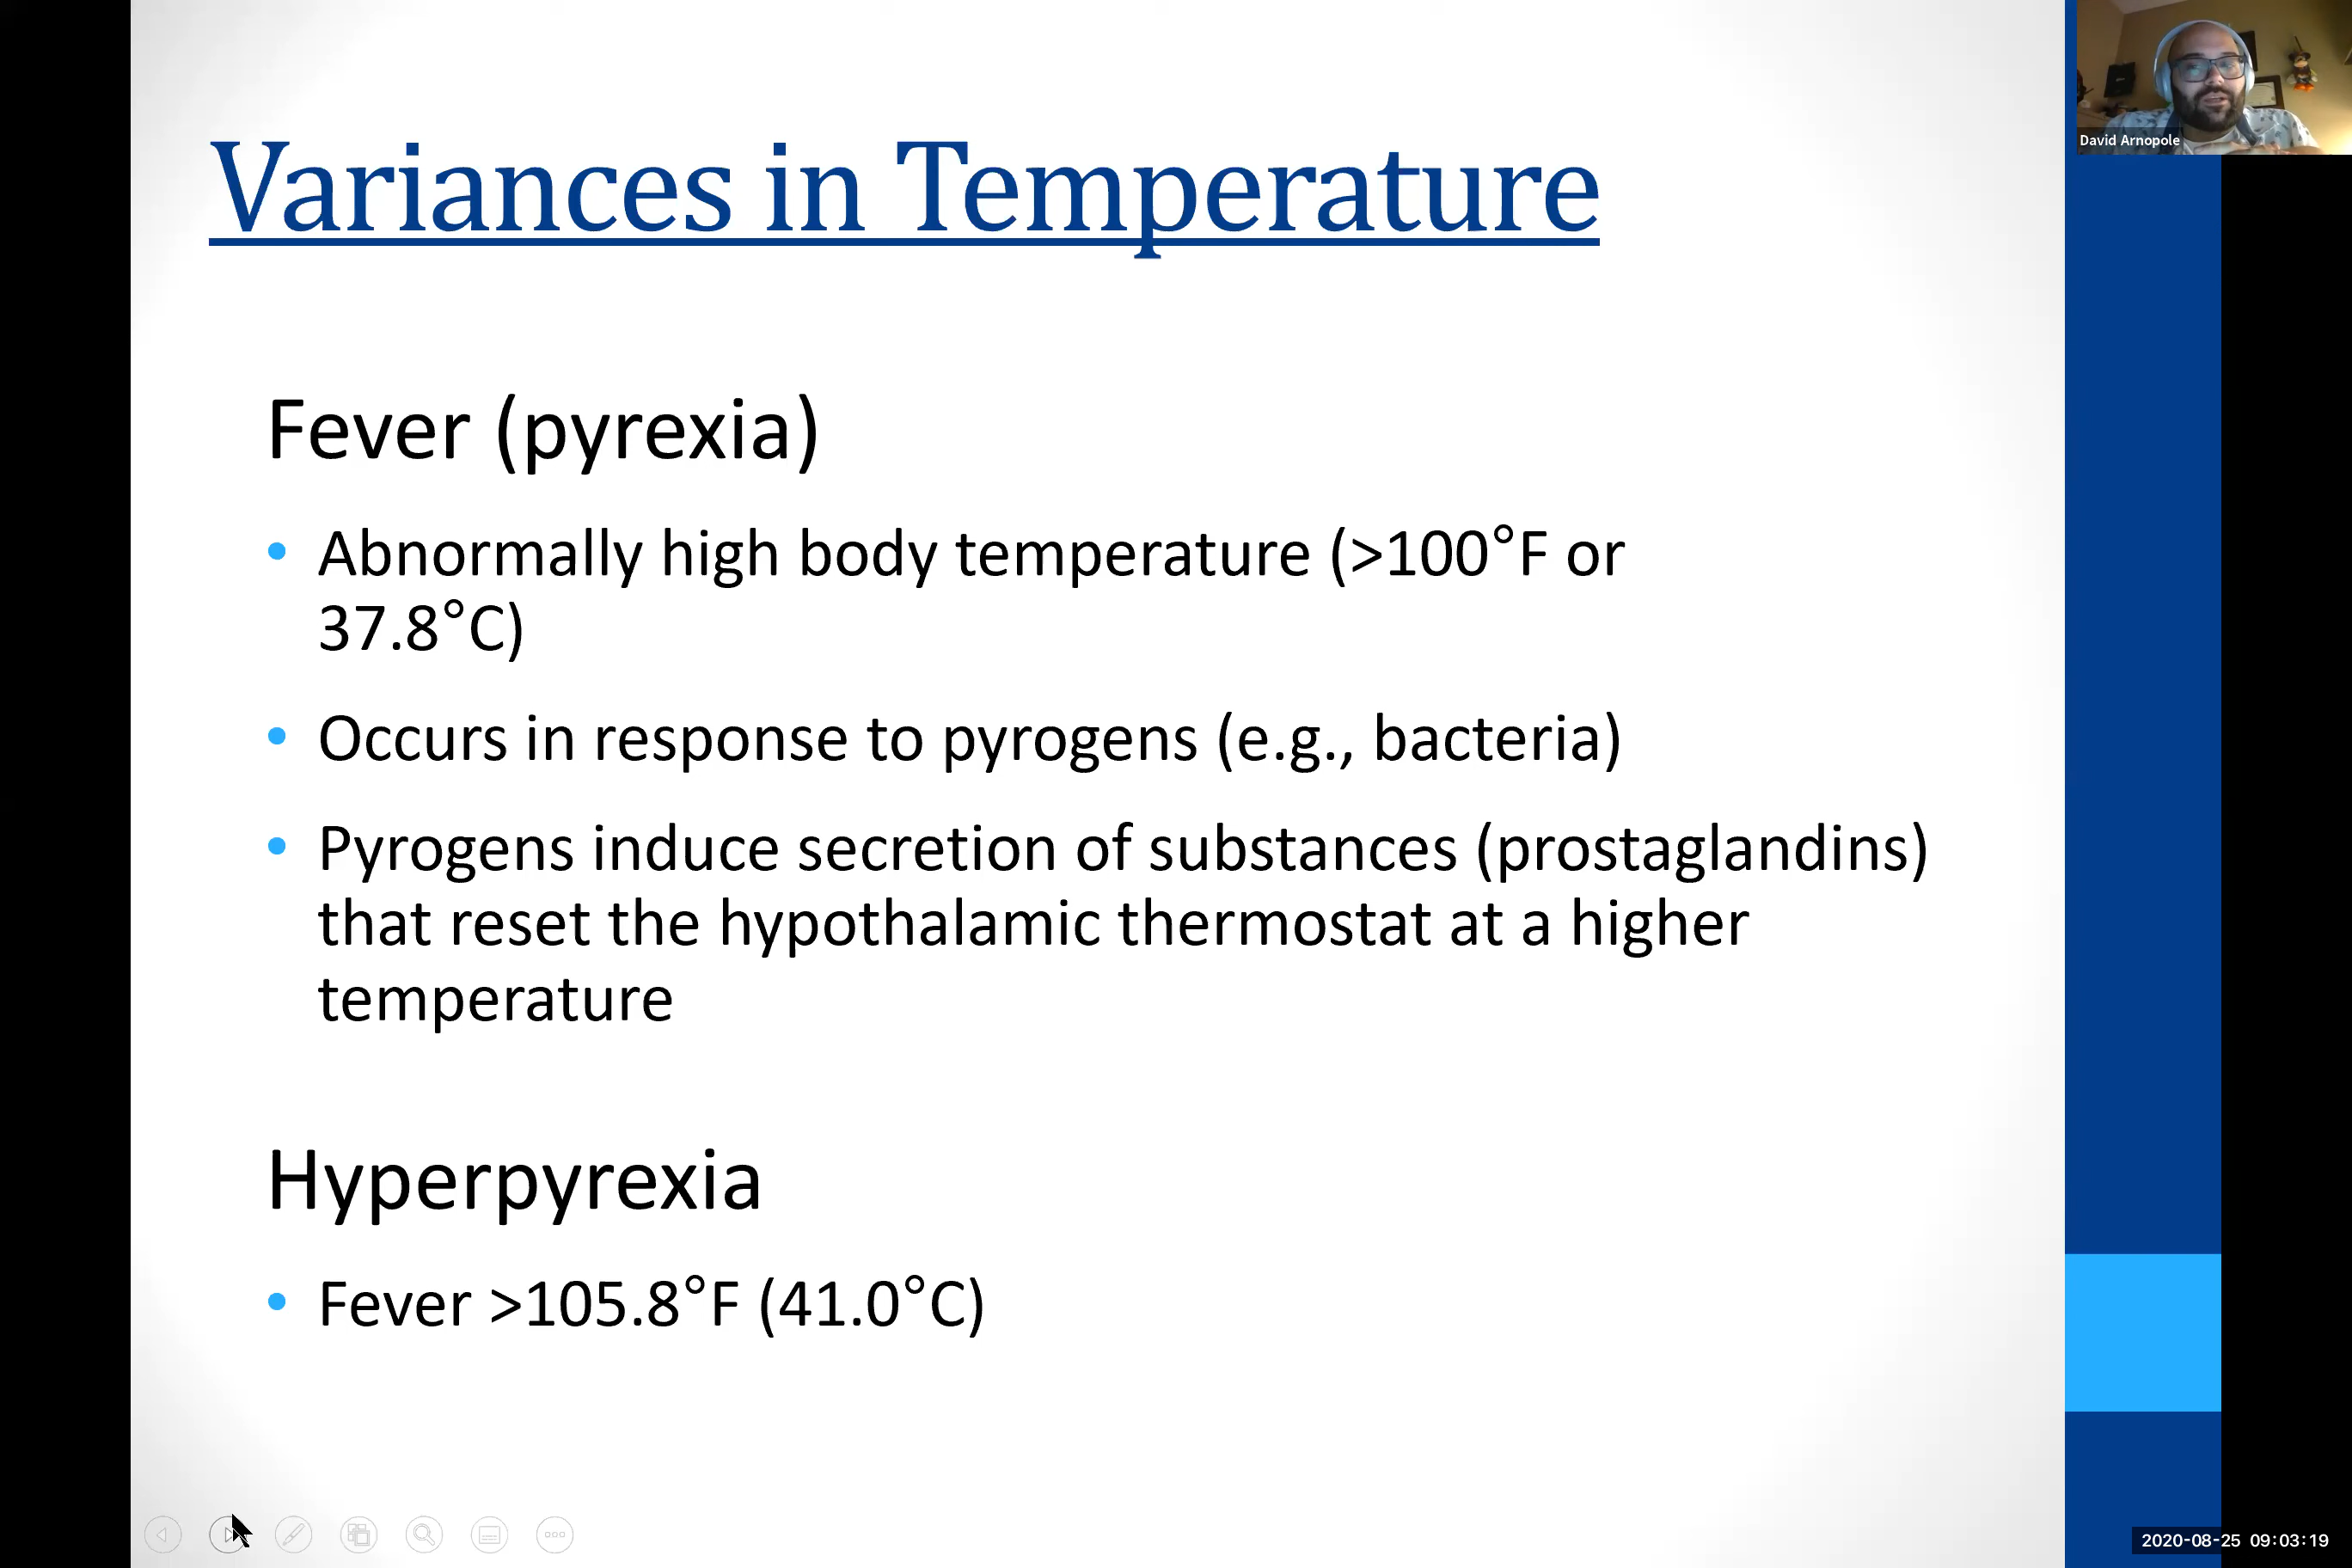 David Arnopole
Variances in Temperature
Fever (pyrexia)
• Abnormally high body temperature (>100°F or
37.8°C)
• Occurs in response to pyrogens (e.g., bacteria)
• Pyrogens induce secretion of substances (prostaglandins)
that reset the hypothalamic thermostat at a higher
temperature
Hyperpyrexia
• Fever >105.8°F (41.0°C)
2020-08-25 09:03:19